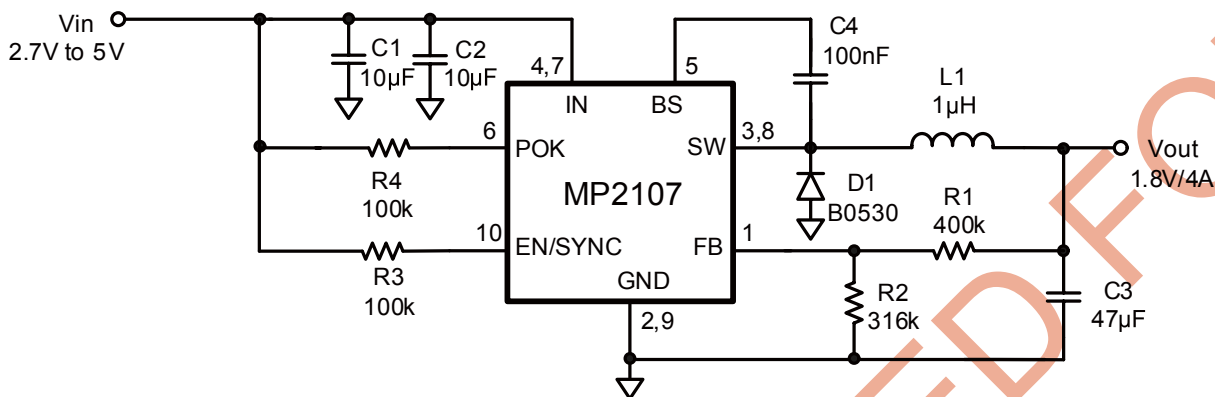 Vin
2.7V to 5V
C1
10µF
C2
10µF
4,7
IN
5
BS
C4
100nF
6
POK
R4
100k
MP2107
SW
3,8
L1
1µH
Vout
1.8V/4A
D1
B0530
10
EN/SYNC
R3
100k
FB
1
R1
400k
GND
2,9
R2
316k
C3
47µF